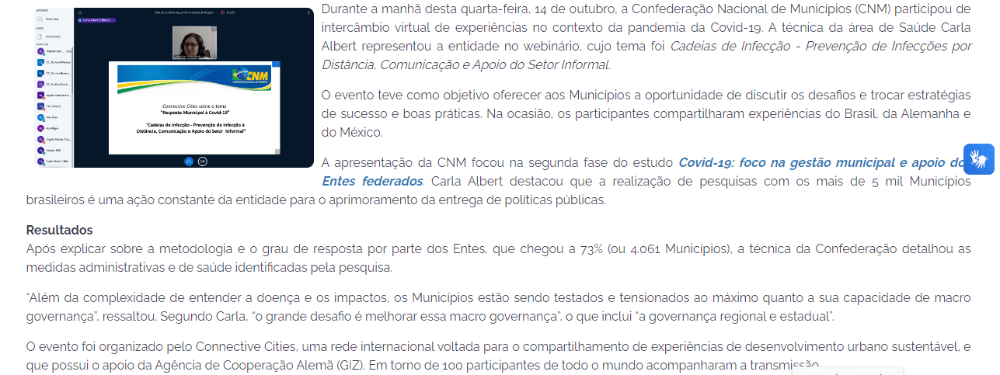 Durante a manhã desta quarta-feira, 14 de outubro, a Confederação Nacional de Municípios (CNM) participou de
intercâmbio virtual de experiências no contexto da pandemia da Covid-19. A técnica da área de Saúde Carla
Albert representou a entidade no webinário, cujo tema foi Cadeias de Infecção - Prevenção de Infecções por
Distância, Comunicação e Apoio do Setor Informal.
CNM
Connective Cities sobre o tema
"Resposta Municipal à Covid-19"
"Cadeias de Infecção - Prevenção de Infecção à
Distância, Comunicação e Apoio do Setor Informal"
O evento teve como objetivo oferecer aos Municípios a oportunidade de discutir os desafios e trocar estratégias
de sucesso e boas práticas. Na ocasião, os participantes compartilharam experiências do Brasil, da Alemanha e
do México.
A apresentação da CNM focou na segunda fase do estudo Covid-19: foco na gestão municipal e apoio do
Entes federados. Carla Albert destacou que a realização de pesquisas com os mais de 5 mil Municípios
brasileiros é uma ação constante da entidade para o aprimoramento da entrega de políticas públicas.
Resultados
Após explicar sobre a metodologia e o grau de resposta por parte dos Entes, que chegou a 73% (ou 4.061 Municípios), a técnica da Confederação detalhou as
medidas administrativas e de saúde identificadas pela pesquisa.
“Além da complexidade de entender a doença e os impactos, os Municípios estão sendo testados e tensionados ao máximo quanto a sua capacidade de macro
governança”, ressaltou. Segundo Carla, “o grande desafio é melhorar essa macro governança”, o que inclui “a governança regional e estadual”.
O evento foi organizado pelo Connective Cities, uma rede internacional voltada para o compartilhamento de experiências de desenvolvimento urbano sustentável, e
que possui o apoio da Agência de Cooperação Alemã (GIZ). Em torno de 100 participantes de todo o mundo acompanharam a transmissão.